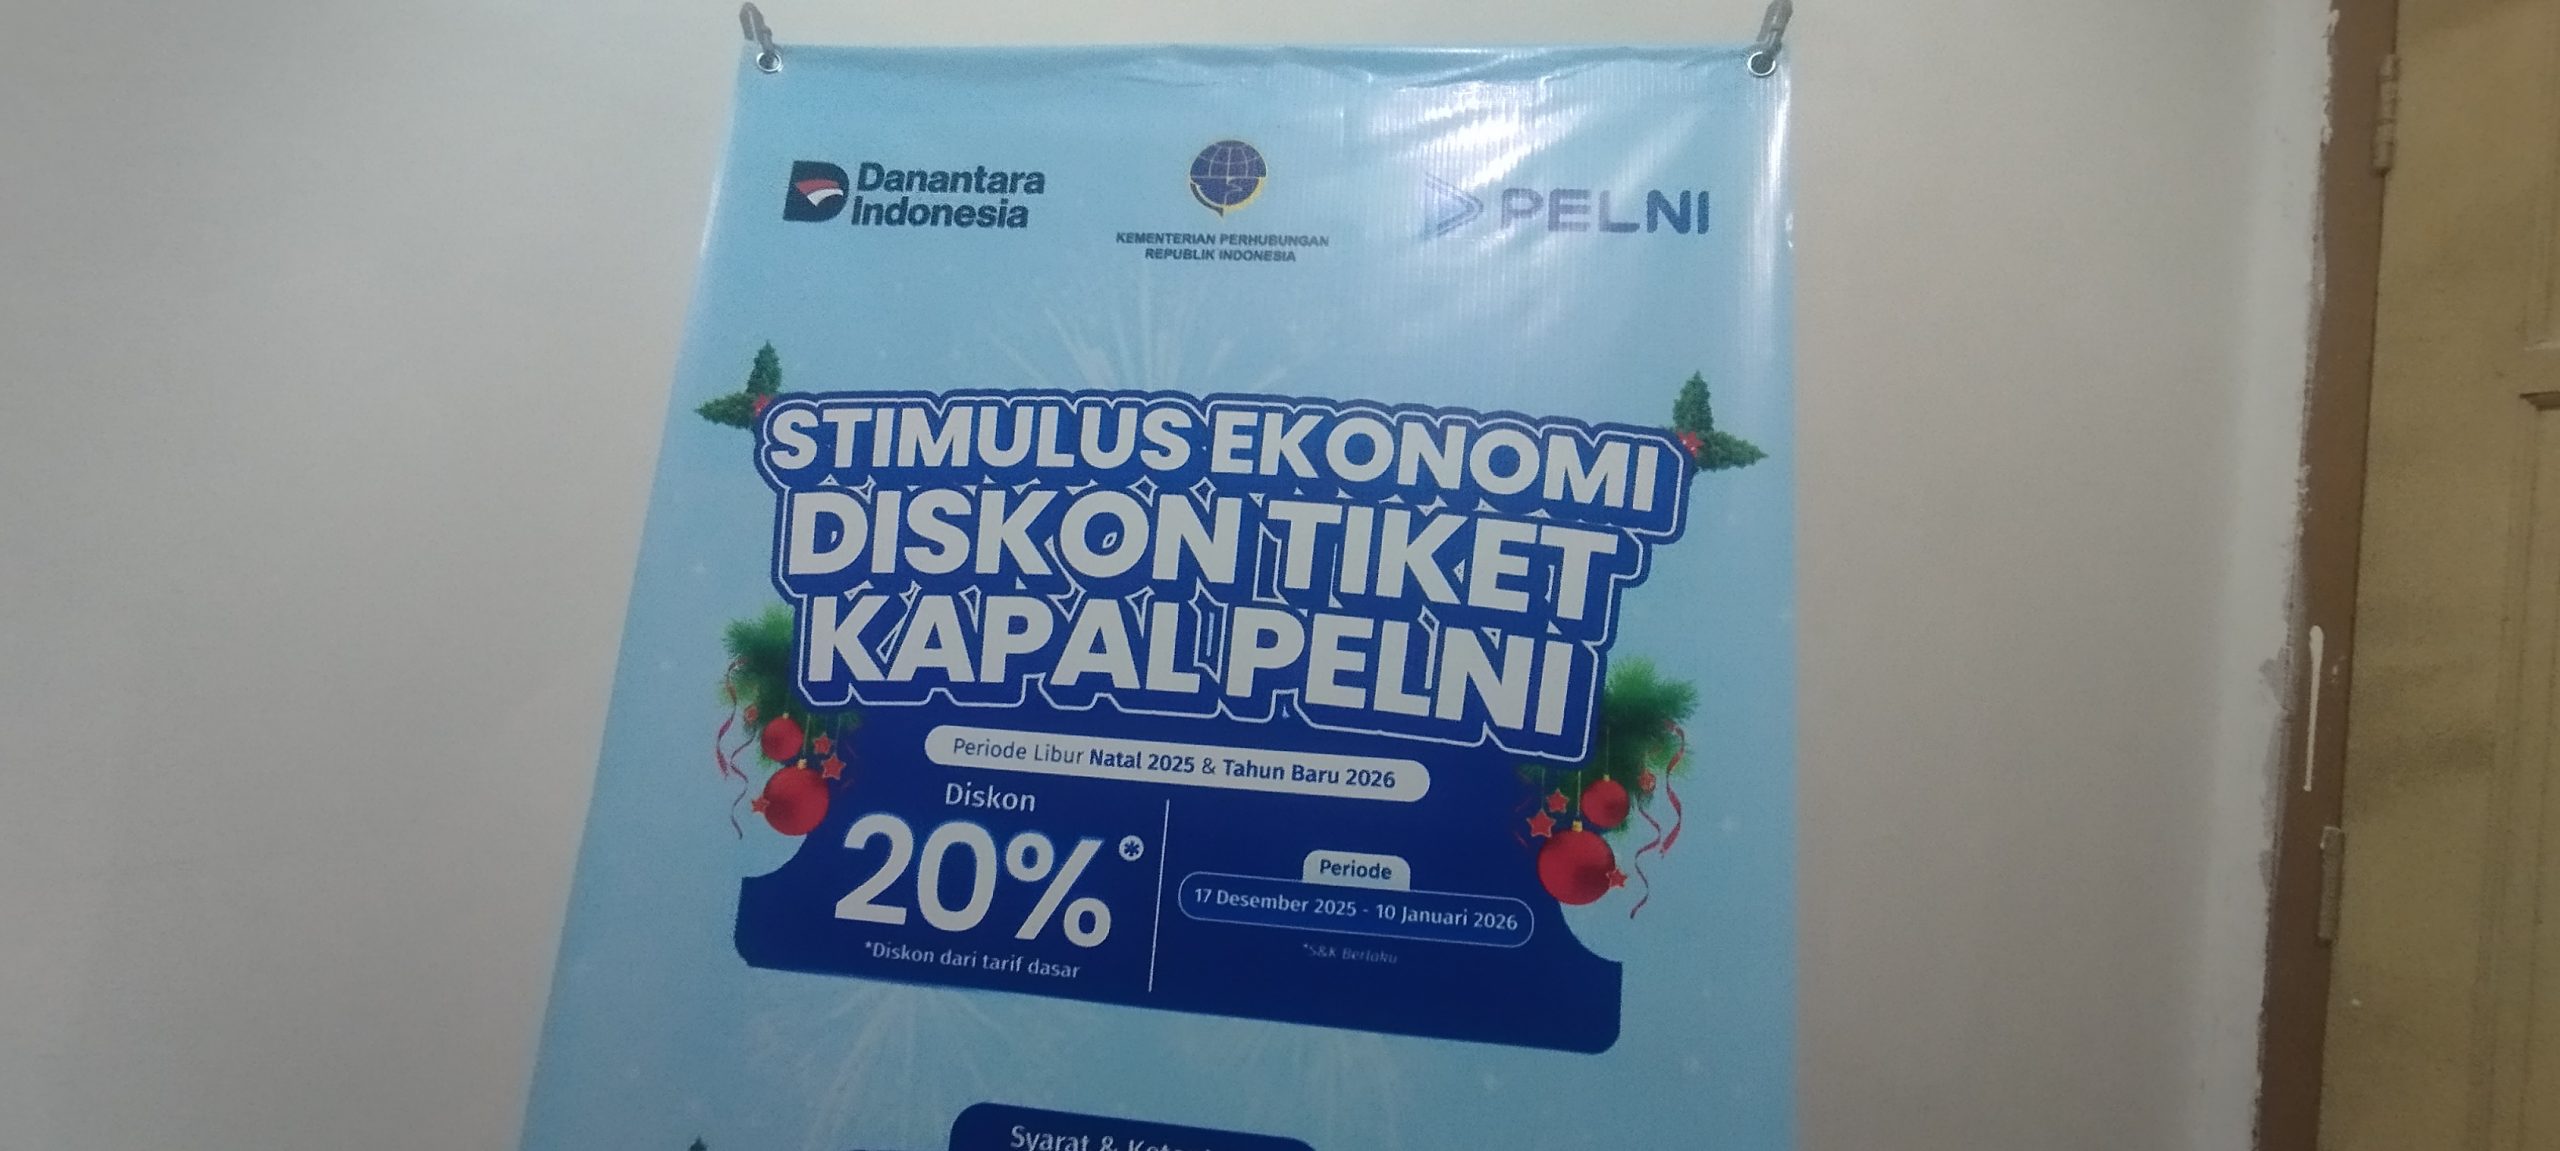 Danantara
Indonesia
KEMENTERIAN PERHUBUNGAN
REPUBLIK INDONESIA
PELNI
STIMULUS EKONOMI
DISKON TIKET
KAPAL PELNI
Periode Libur Natal 2025 & Tahun Baru 2026
Diskon
20%*
*Diskon dari tarif dasar
Periode
17 Desember 2025 - 10 Januari 2026
*S&K Berlaku
Syarat &